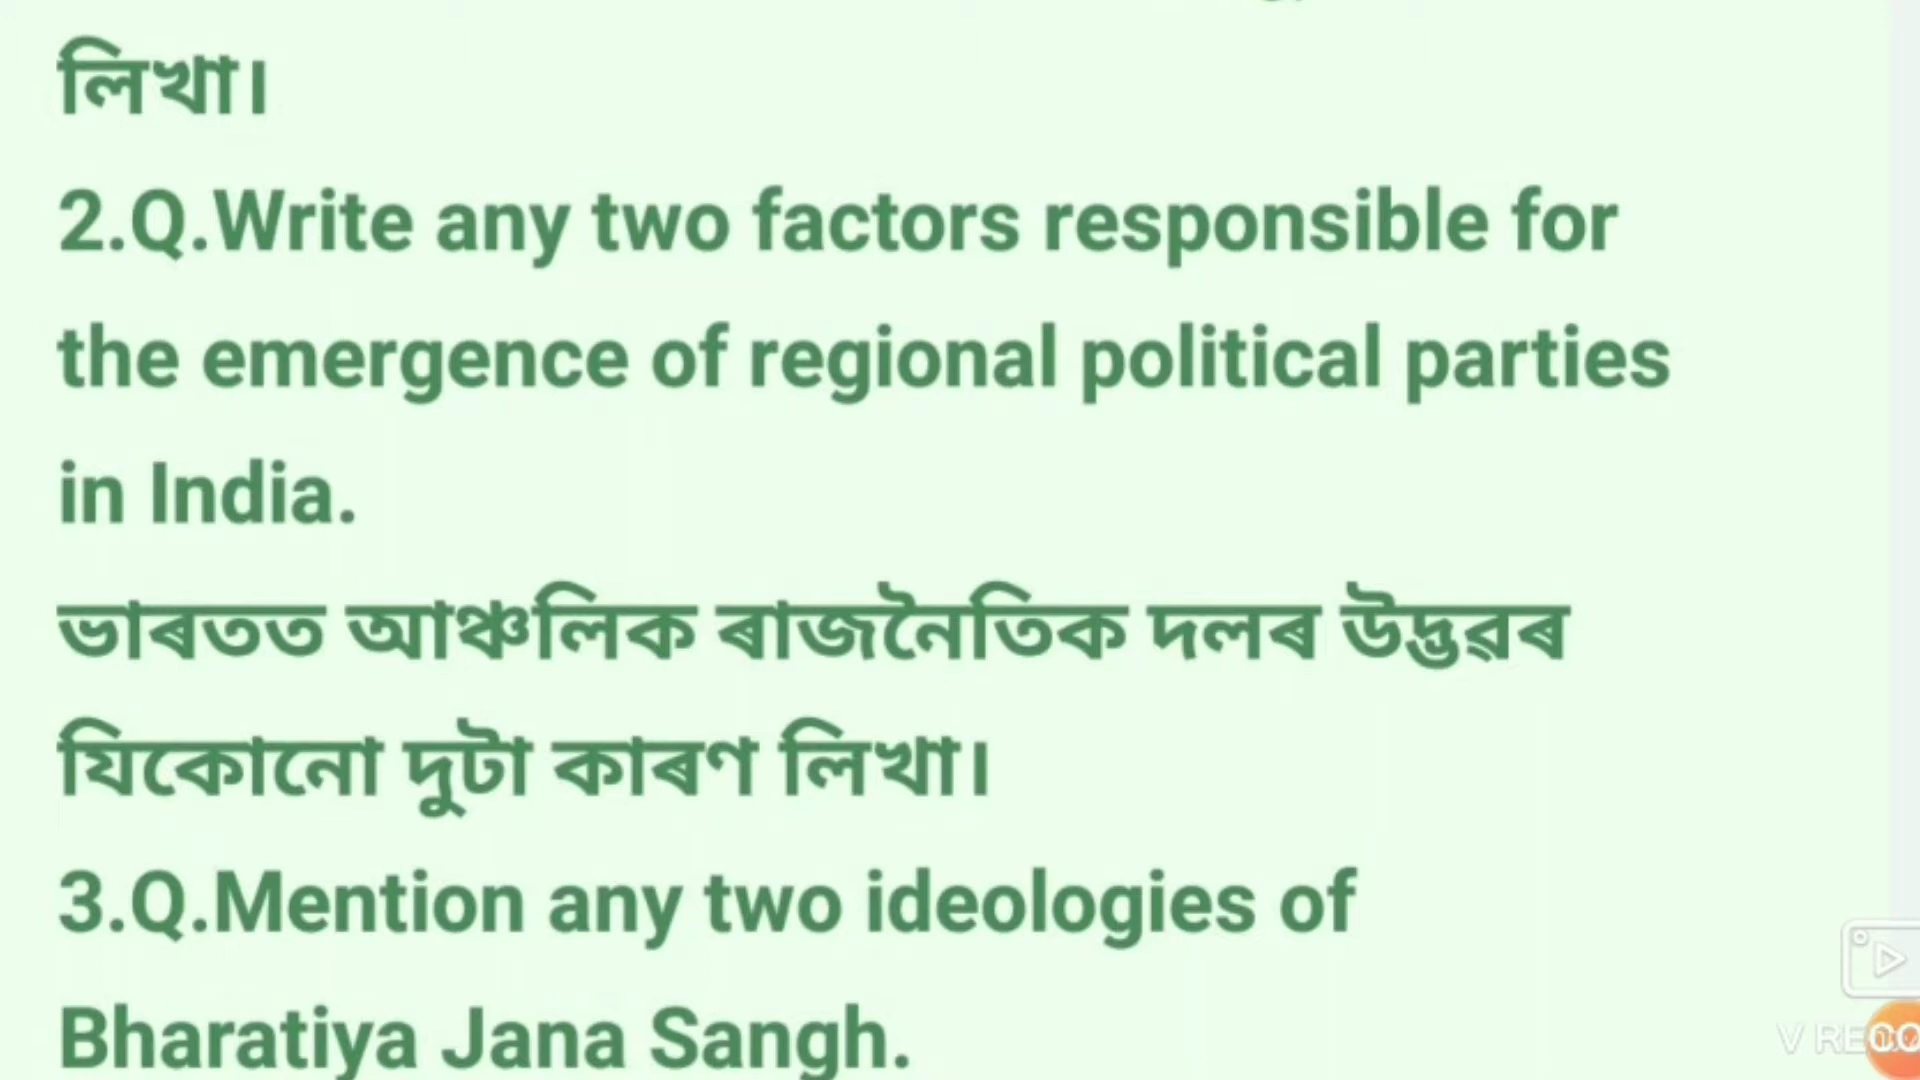 লিখা।
2.Q.Write any two factors responsible for
the emergence of regional political parties
in India.
ভাৰতত আঞ্চলিক ৰাজনৈতিক দলৰ উদ্ভৱৰ
যিকোনো দুটা কাৰণ লিখা।
3.Q.Mention any two ideologies of
Bharatiya Jana Sangh.